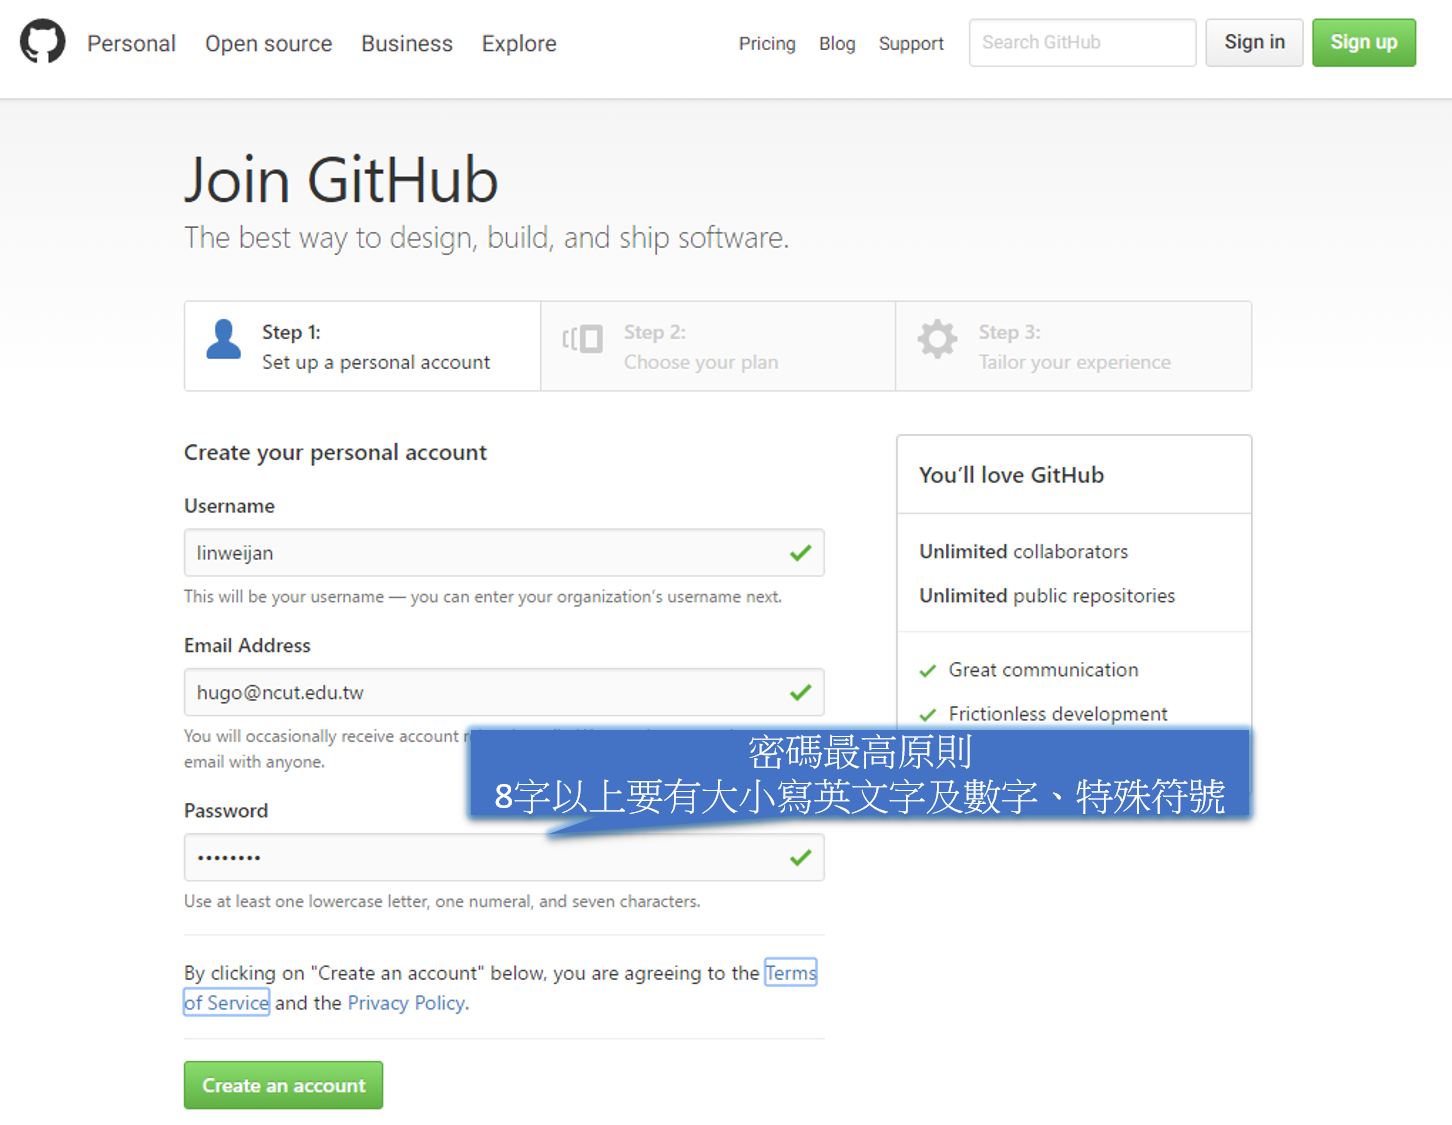 Personal Open source Business Explore Pricing Blog Support Search GitHub Sign in Sign up
Join GitHub
The best way to design, build, and ship software.
Step 1:
Set up a personal account
Step 2:
Choose your plan
Step 3:
Tailor your experience
Create your personal account
Username
linweijan
This will be your username — you can enter your organization's username next.
Email Address
hugo@ncut.edu.tw
You will occasionally receive account
email with anyone.
密碼最高原則
8字以上要有大小寫英文字及數字、特殊符號
Password
••••••••
Use at least one lowercase letter, one numeral, and seven characters.
By clicking on "Create an account" below, you are agreeing to the Terms
of Service and the Privacy Policy.
Create an account
You'll love GitHub
Unlimited collaborators
Unlimited public repositories
Great communication
Frictionless development